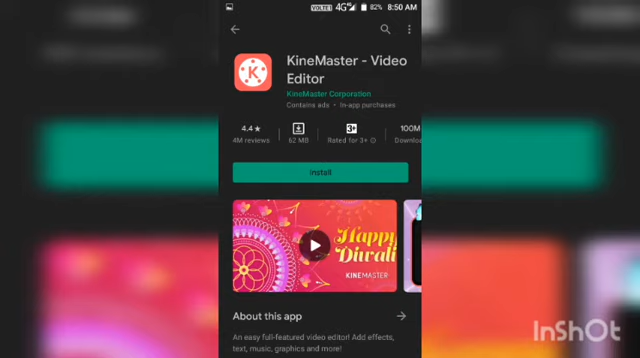 VoLTE 4G 82% 8:50 AM
KineMaster - Video
Editor
KineMaster Corporation
Contains ads • In-app purchases
4.4★
4M reviews
62 MB
3+
Rated for 3+
100M
Downloa
Install
Happy
Diwali
KINEMASTER
About this app
An easy full-featured video editor! Add effects,
text, music, graphics and more!
InShOt